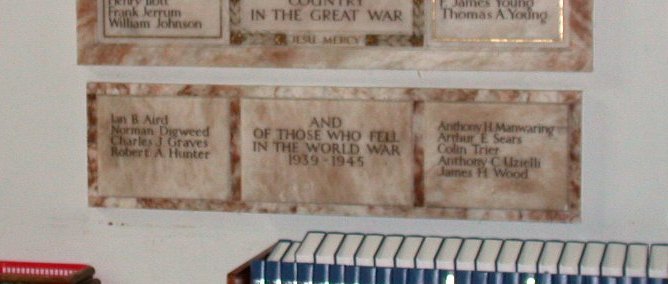 Henry Ilott
Frank Jerrum
William Johnson
COUNTRY
IN THE GREAT WAR
JESU MERCY
F. James Young
Thomas A. Young
Ian B. Aird
Norman Digweed
Charles J. Graves
Robert A. Hunter
AND
OF THOSE WHO FELL
IN THE WORLD WAR
1939 - 1945
Anthony H. Manwaring
Arthur E. Sears
Colin Trier
Anthony C. Uzielli
James H. Wood